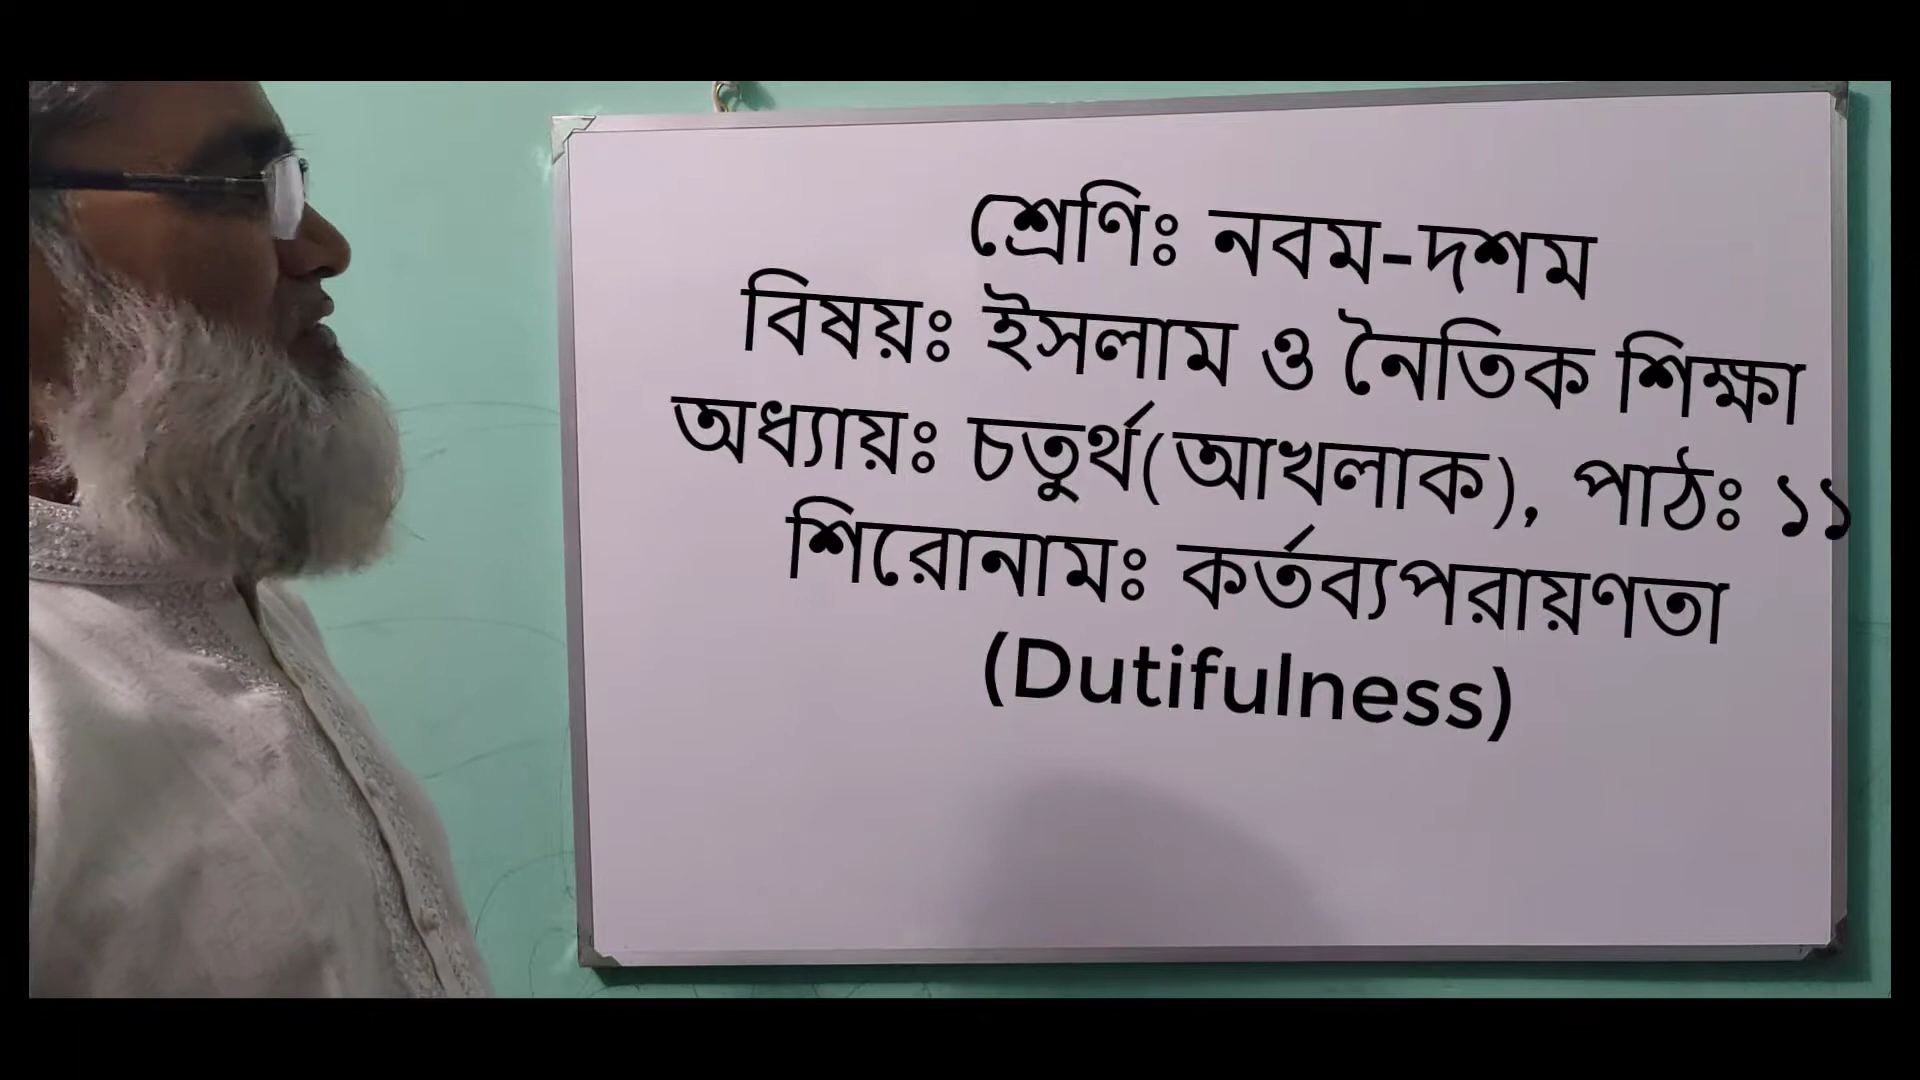 শ্রেণিঃ নবম-দশম
বিষয়ঃ ইসলাম ও নৈতিক শিক্ষা
অধ্যায়ঃ চতুর্থ(আখলাক), পাঠঃ ১১
শিরোনামঃ কর্তব্যপরায়ণতা
(Dutifulness)